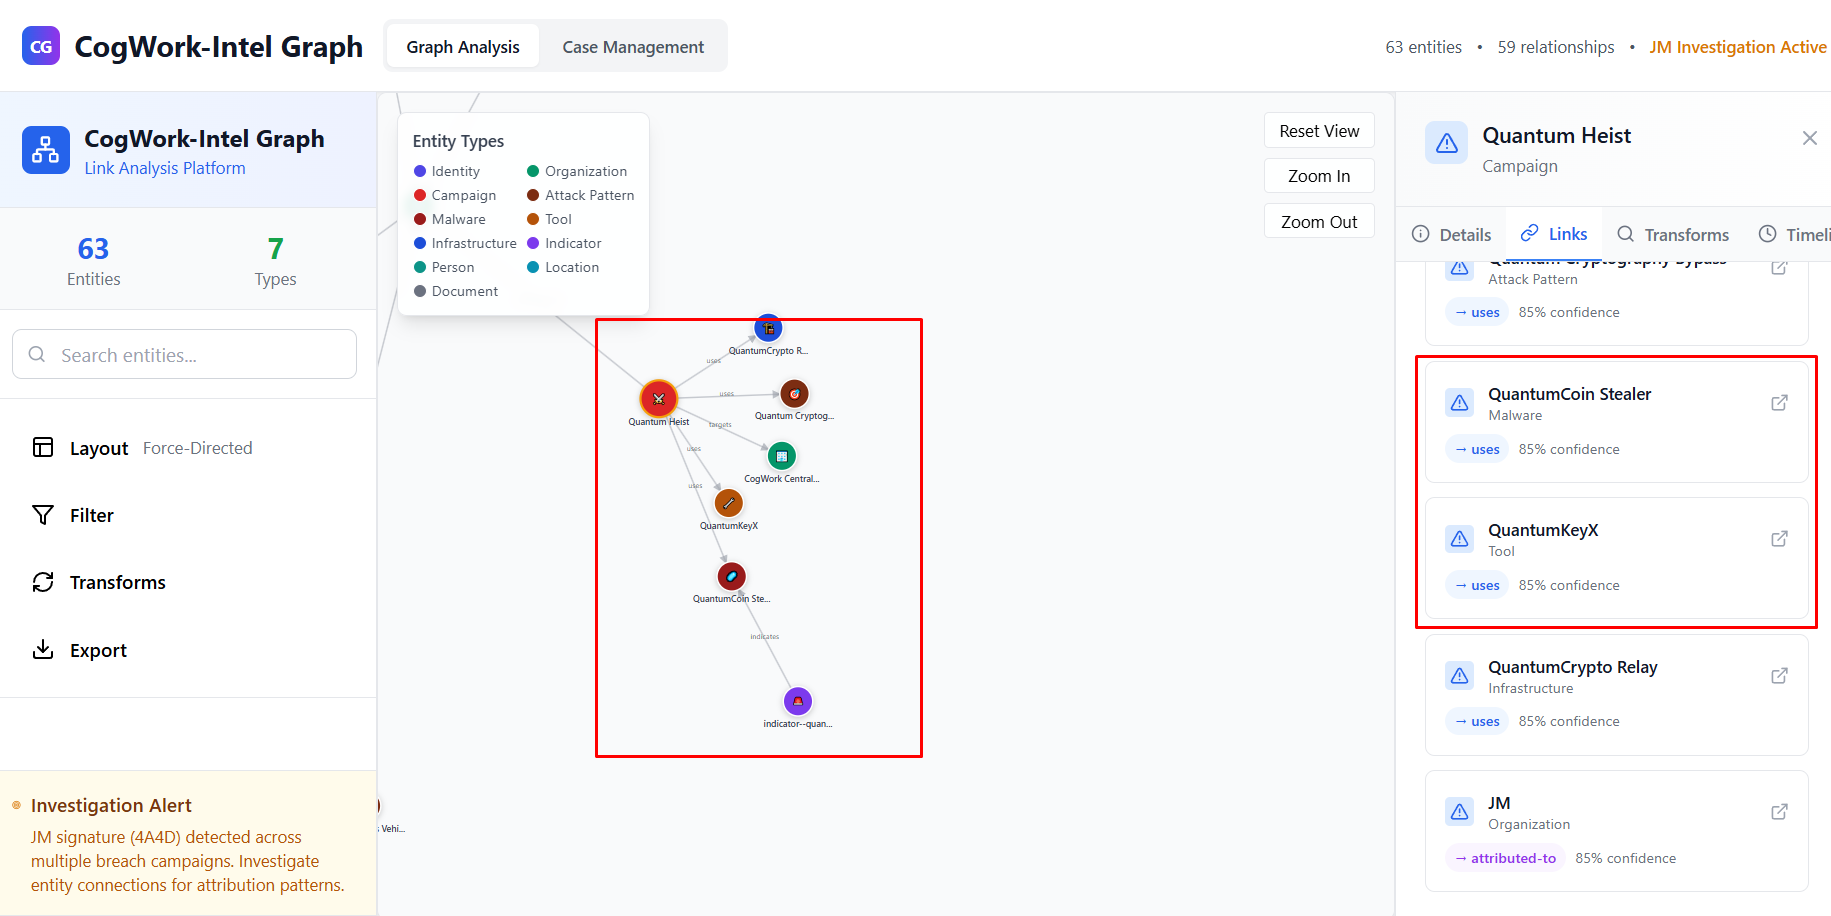 CG CogWork-Intel Graph
Graph Analysis
Case Management
63 entities • 59 relationships • JM Investigation Active
CogWork-Intel Graph
Link Analysis Platform
63
Entities
7
Types
Search entities...
Layout Force-Directed
Filter
Transforms
Export
Investigation Alert
JM signature (4A4D) detected across
multiple breach campaigns. Investigate
entity connections for attribution patterns.
Entity Types
Identity
Organization
Campaign
Attack Pattern
Malware
Tool
Infrastructure
Indicator
Person
Location
Document
Reset View
Zoom In
Zoom Out
QuantumCrypto R...
uses
Quantum Heist
uses
Quantum Cryptog...
targets
CogWork Central...
uses
QuantumKeyX
uses
QuantumCoin Ste...
indicates
indicator--quan...
s Vehi...
Quantum Heist
Campaign
Details
Links
Transforms
Timeli
Quantum Cryptography Bypass
Attack Pattern
→ uses 85% confidence
QuantumCoin Stealer
Malware
→ uses 85% confidence
QuantumKeyX
Tool
→ uses 85% confidence
QuantumCrypto Relay
Infrastructure
→ uses 85% confidence
JM
Organization
→ attributed-to 85% confidence